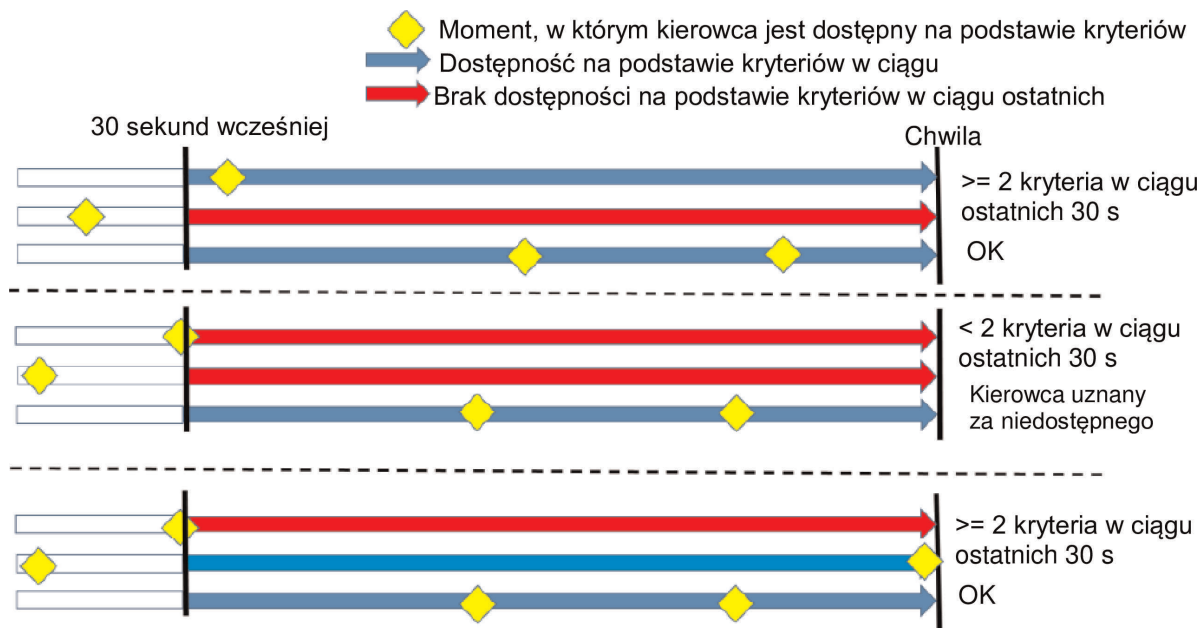 Moment, w którym kierowca jest dostępny na podstawie kryteriów
Dostępność na podstawie kryteriów w ciągu
Brak dostępności na podstawie kryteriów w ciągu ostatnich
30 sekund wcześniej
Chwila
>= 2 kryteria w ciągu
ostatnich 30 s
OK
< 2 kryteria w ciągu
ostatnich 30 s
Kierowca uznany
za niedostępnego
>= 2 kryteria w ciągu
ostatnich 30 s
OK